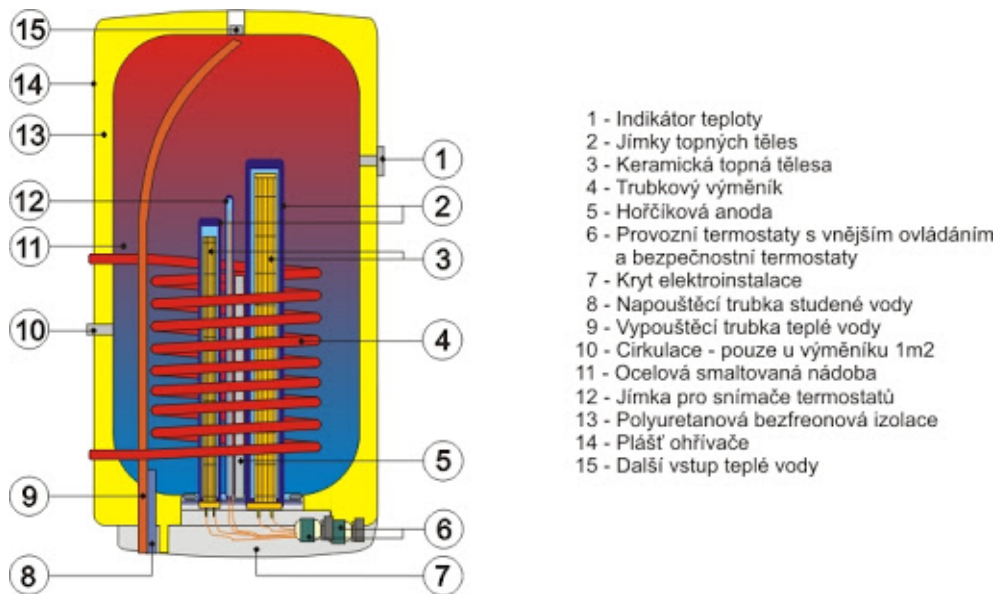 15
14
13
12
11
10
9
8
1
2
3
4
5
6
7
1 - Indikátor teploty
2 - Jímky topných těles
3 - Keramická topná tělesa
4 - Trubkový výměník
5 - Hořčíková anoda
6 - Provozní termostaty s vnějším ovládáním
a bezpečnostní termostaty
7 - Kryt elektroinstalace
8 - Napouštěcí trubka studené vody
9 - Vypouštěcí trubka teplé vody
10 - Cirkulace - pouze u výměníku 1m2
11 - Ocelová smaltovaná nádoba
12 - Jímka pro snímače termostatů
13 - Polyuretanová bezfreonová izolace
14 - Plášť ohřívače
15 - Další vstup teplé vody